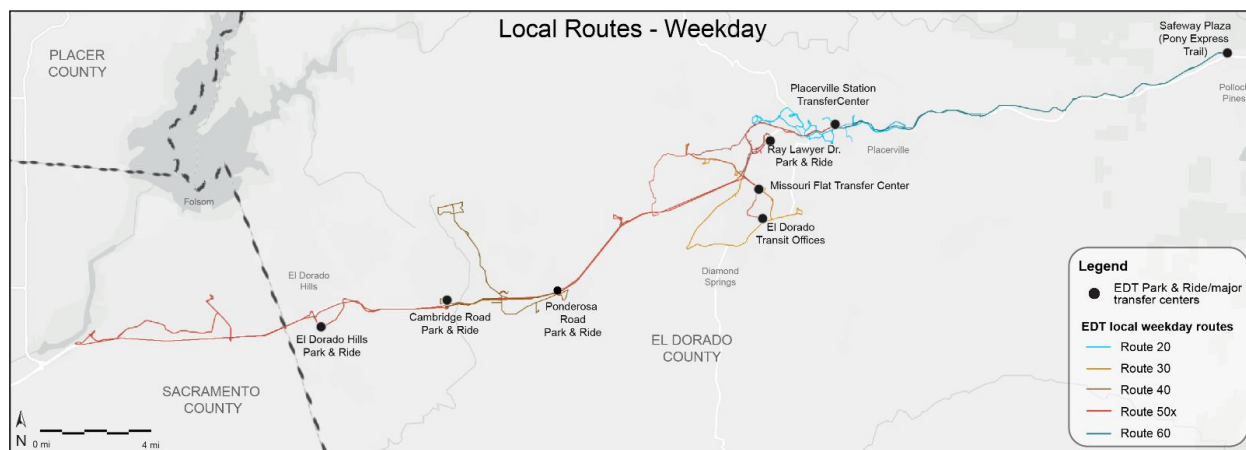 Local Routes - Weekday
PLACER
COUNTY
Safeway Plaza
(Pony Express
Trail)
Pollock
Pines
Placerville Station
TransferCenter
Placerville
Ray Lawyer Dr.
Park & Ride
Missouri Flat Transfer Center
El Dorado
Transit Offices
Diamond
Springs
Folsom
El Dorado
Hills
El Dorado Hills
Park & Ride
Cambridge Road
Park & Ride
Ponderosa
Road
Park & Ride
EL DORADO
COUNTY
SACRAMENTO
COUNTY
N
0 mi
4 mi
Legend
EDT Park & Ride/major
transfer centers
EDT local weekday routes
Route 20
Route 30
Route 40
Route 50x
Route 60